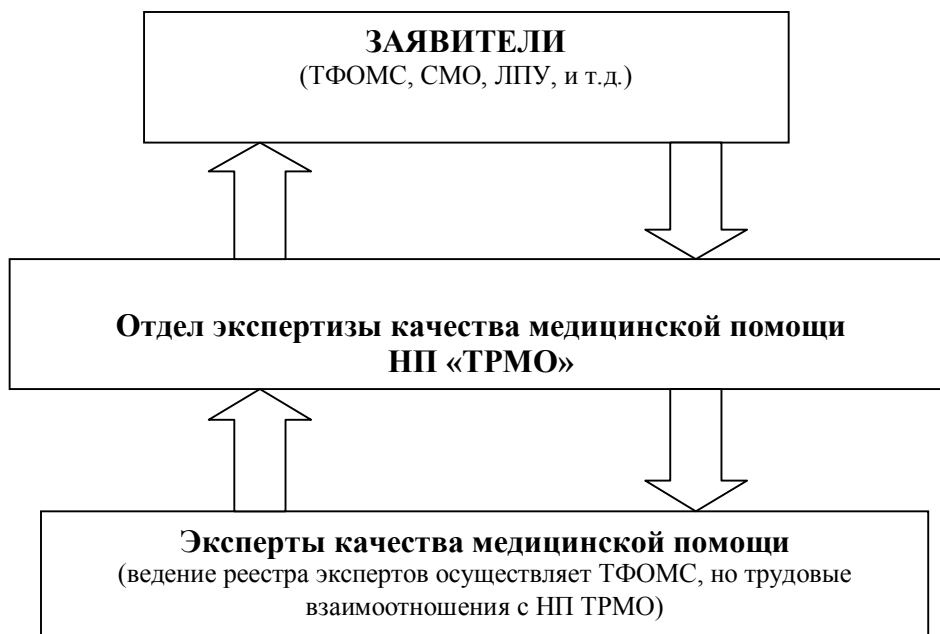 ЗАЯВИТЕЛИ
(ТФОМС, СМО, ЛПУ, и т.д.)
Отдел экспертизы качества медицинской помощи
НП «ТРМО»
Эксперты качества медицинской помощи
(ведение реестра экспертов осуществляет ТФОМС, но трудовые
взаимоотношения с НП ТРМО)